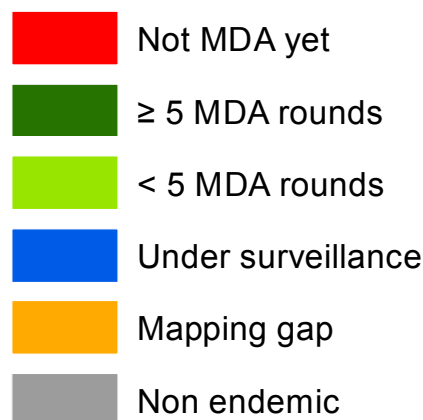 Not MDA yet
≥ 5 MDA rounds
< 5 MDA rounds
Under surveillance
Mapping gap
Non endemic